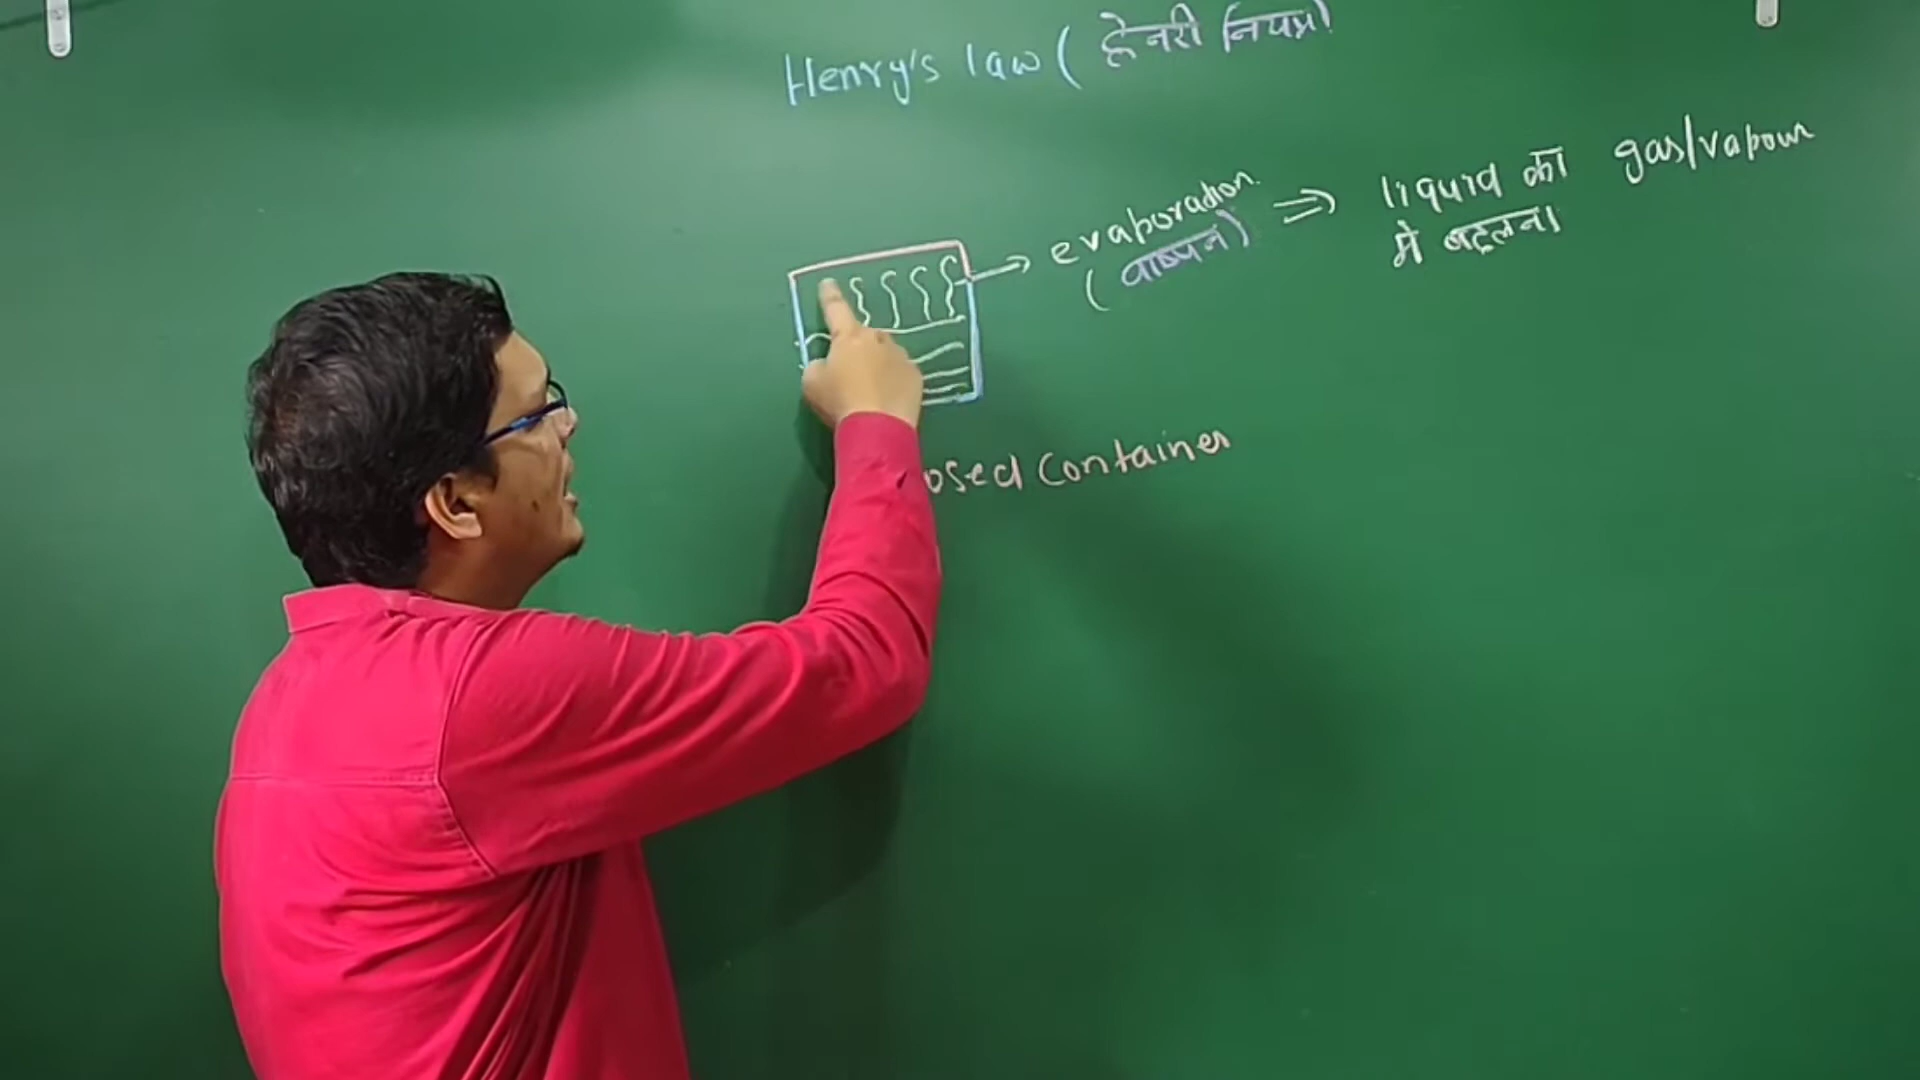 Henry's law ( हेनरी नियम)
evaporation ⇒ liquid का gas/vapour
(वाष्पन) में बदलना
osed container